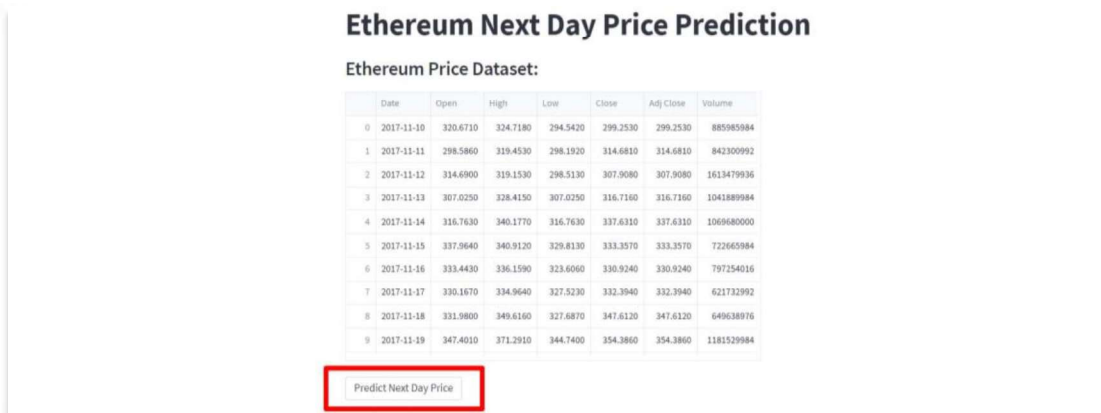 Ethereum Next Day Price Prediction
Ethereum Price Dataset:
Date Open High Low Close Adj Close Volume
0 2017-11-10 320.6710 324.7180 294.5420 299.2530 299.2530 885985984
1 2017-11-11 298.5860 319.4530 298.1920 314.6810 314.6810 842300992
2 2017-11-12 314.6900 319.1530 298.5130 307.9080 307.9080 1613479936
3 2017-11-13 307.0250 328.4150 307.0250 316.7160 316.7160 1041889984
4 2017-11-14 316.7630 340.1770 316.7630 337.6310 337.6310 1069680000
5 2017-11-15 337.9640 340.9120 329.8130 333.3570 333.3570 722665984
6 2017-11-16 333.4430 336.1590 323.6060 330.9240 330.9240 797254016
7 2017-11-17 330.1670 334.9640 327.5230 332.3940 332.3940 621732992
8 2017-11-18 331.9800 349.6160 327.6870 347.6120 347.6120 649638976
9 2017-11-19 347.4010 371.2910 344.7400 354.3860 354.3860 1181529984
Predict Next Day Price